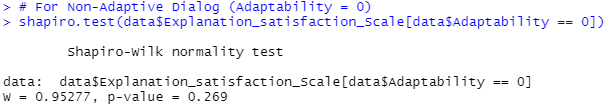 > # For Non-Adaptive Dialog (Adaptability = 0)
> shapiro.test(data$Explanation_satisfaction_Scale[data$Adaptability == 0])
Shapiro-Wilk normality test
data:  data$Explanation_satisfaction_Scale[data$Adaptability == 0]
W = 0.95277, p-value = 0.269